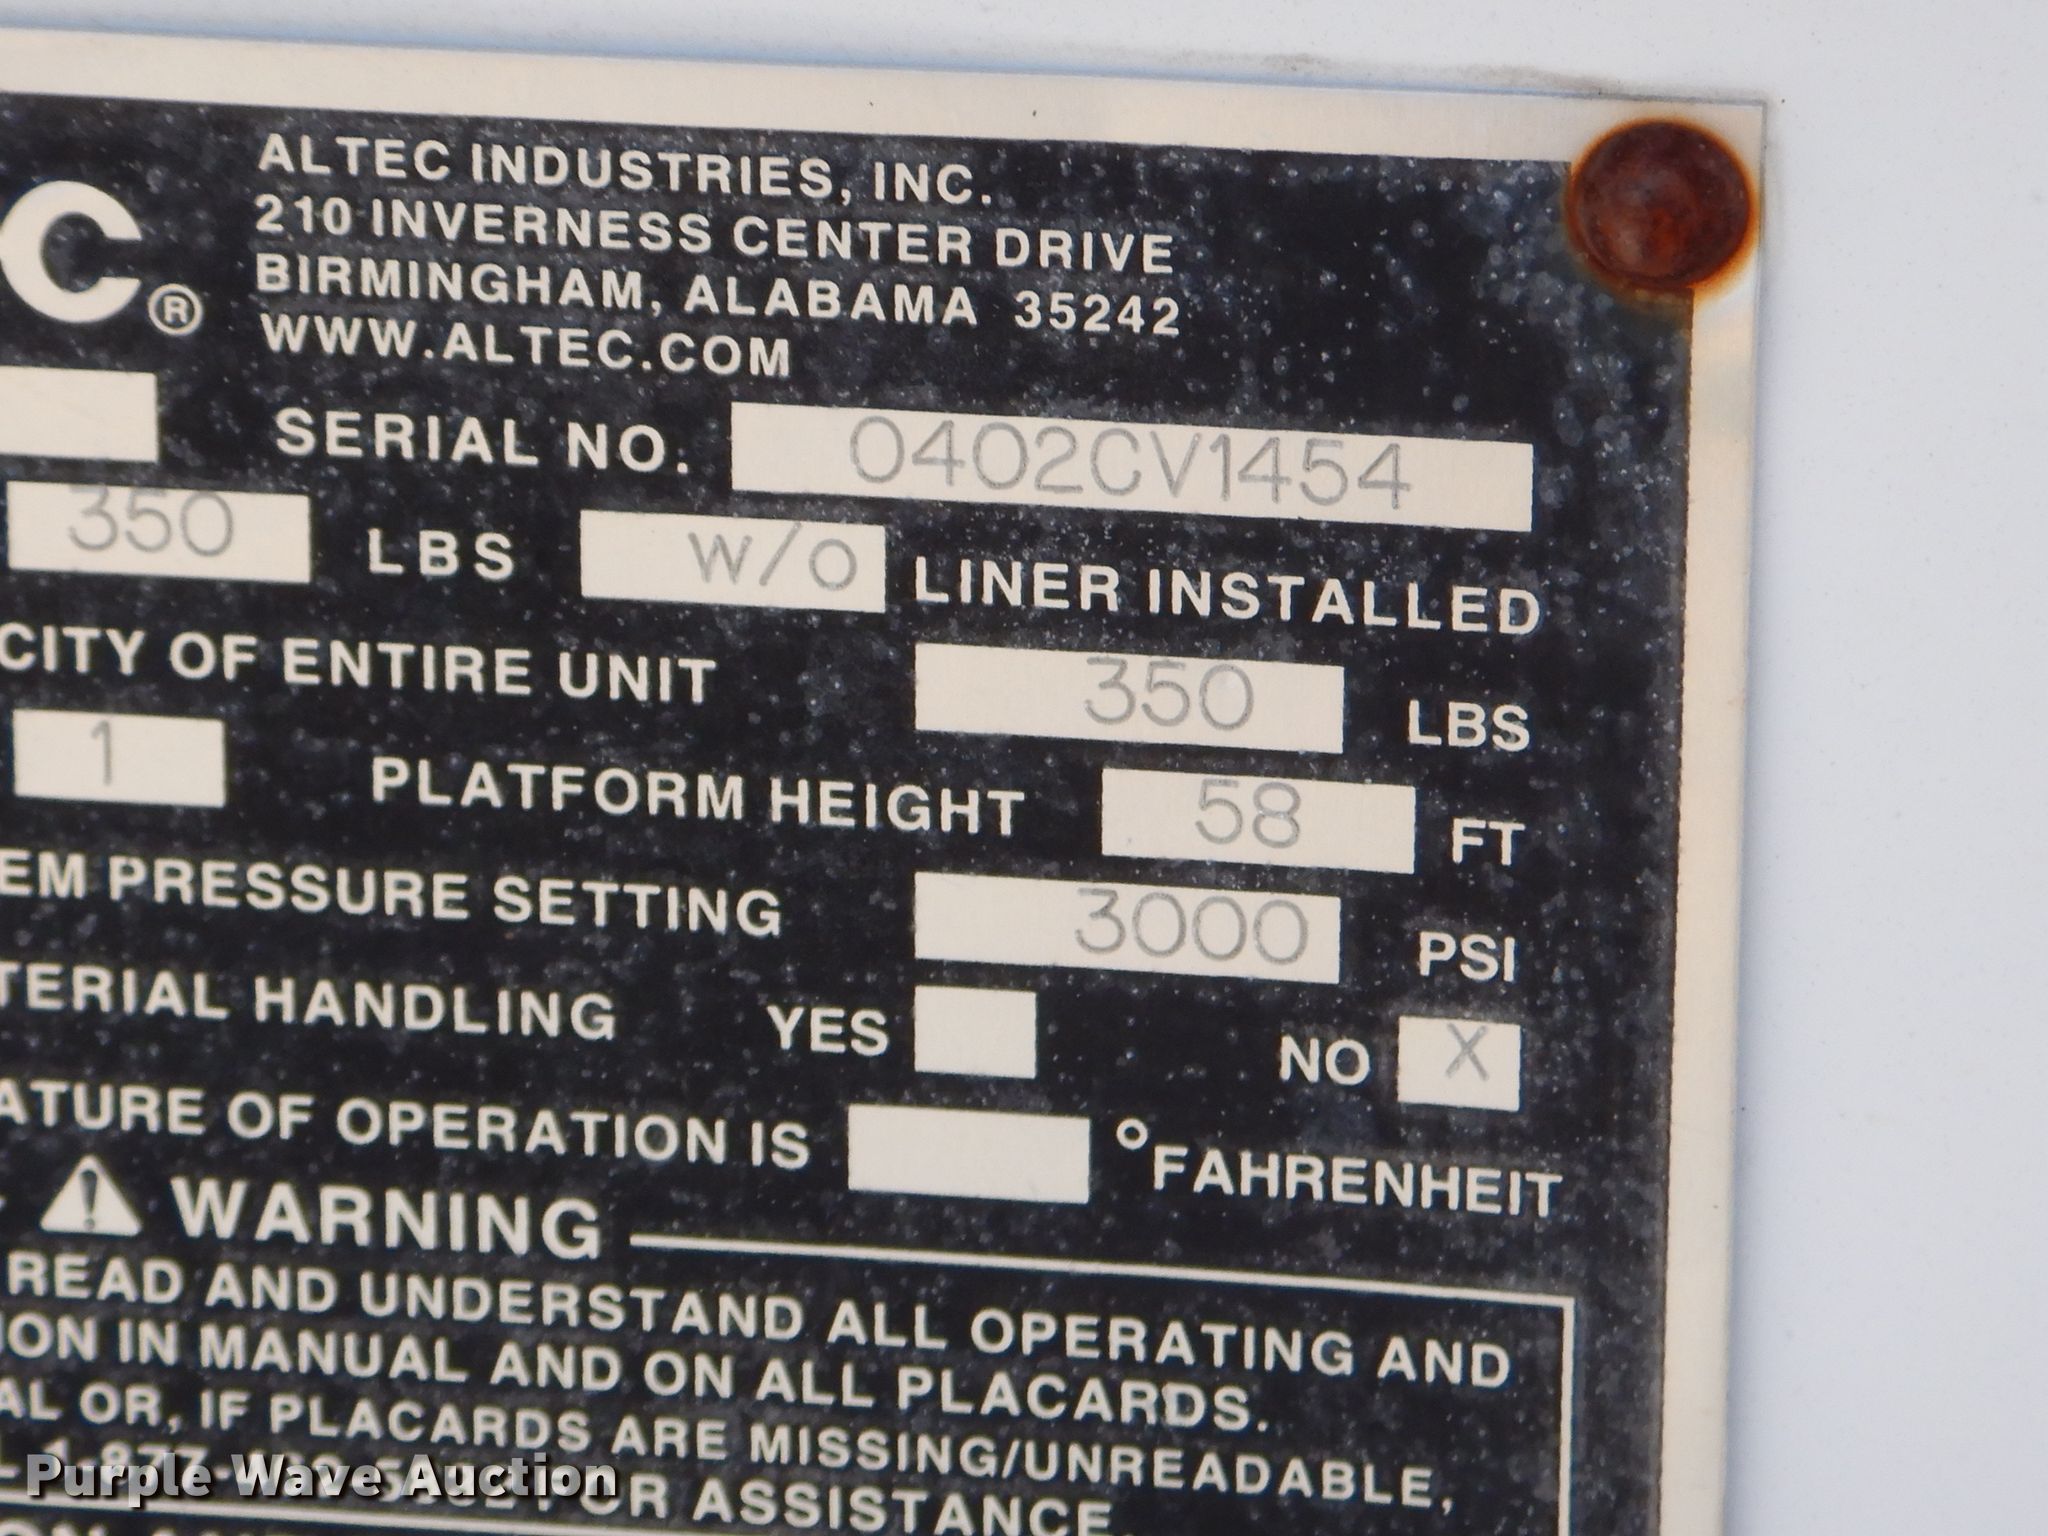 C®
ALTEC INDUSTRIES, INC.
210 INVERNESS CENTER DRIVE
BIRMINGHAM, ALABAMA 35242
WWW.ALTEC.COM
SERIAL NO. 0402CV1454
350 LBS W/O LINER INSTALLED
CITY OF ENTIRE UNIT 350 LBS
1 PLATFORM HEIGHT 58 FT
EM PRESSURE SETTING 3000 PSI
TERIAL HANDLING YES NO X
ATURE OF OPERATION IS °FAHRENHEIT
WARNING
READ AND UNDERSTAND ALL OPERATING AND
ION IN MANUAL AND ON ALL PLACARDS.
AL OR, IF PLACARDS ARE MISSING/UNREADABLE,
FOR ASSISTANCE.
Purple Wave Auction